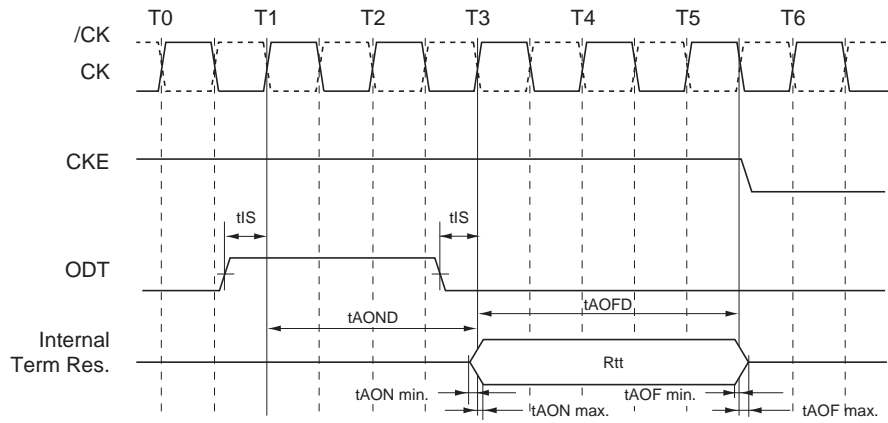 T0 T1 T2 T3 T4 T5 T6
/CK
CK
CKE
tIS tIS
ODT
tAOND tAOFD
Internal
Term Res.
Rtt
tAON min. tAOF min.
tAON max. tAOF max.